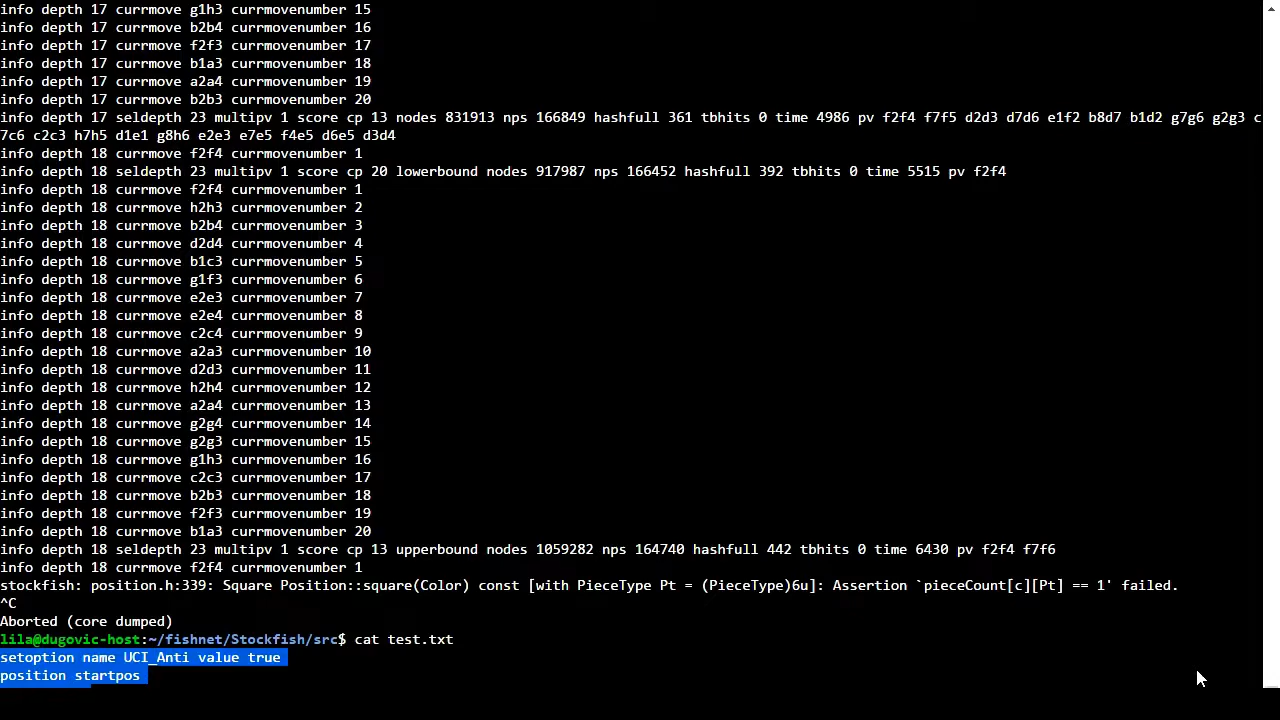 info depth 17 currmove g1h3 currmovenumber 15
info depth 17 currmove b2b4 currmovenumber 16
info depth 17 currmove f2f3 currmovenumber 17
info depth 17 currmove b1a3 currmovenumber 18
info depth 17 currmove a2a4 currmovenumber 19
info depth 17 currmove b2b3 currmovenumber 20
info depth 17 seldepth 23 multipv 1 score cp 13 nodes 831913 nps 166849 hashfull 361 tbhits 0 time 4986 pv f2f4 f7f5 d2d3 d7d6 e1f2 b8d7 b1d2 g7g6 g2g3 c
7c6 c2c3 h7h5 d1e1 g8h6 e2e3 e7e5 f4e5 d6e5 d3d4
info depth 18 currmove f2f4 currmovenumber 1
info depth 18 seldepth 23 multipv 1 score cp 20 lowerbound nodes 917987 nps 166452 hashfull 392 tbhits 0 time 5515 pv f2f4
info depth 18 currmove f2f4 currmovenumber 1
info depth 18 currmove h2h3 currmovenumber 2
info depth 18 currmove b2b4 currmovenumber 3
info depth 18 currmove d2d4 currmovenumber 4
info depth 18 currmove b1c3 currmovenumber 5
info depth 18 currmove g1f3 currmovenumber 6
info depth 18 currmove e2e3 currmovenumber 7
info depth 18 currmove e2e4 currmovenumber 8
info depth 18 currmove c2c4 currmovenumber 9
info depth 18 currmove a2a3 currmovenumber 10
info depth 18 currmove d2d3 currmovenumber 11
info depth 18 currmove h2h4 currmovenumber 12
info depth 18 currmove a2a4 currmovenumber 13
info depth 18 currmove g2g4 currmovenumber 14
info depth 18 currmove g2g3 currmovenumber 15
info depth 18 currmove g1h3 currmovenumber 16
info depth 18 currmove c2c3 currmovenumber 17
info depth 18 currmove b2b3 currmovenumber 18
info depth 18 currmove f2f3 currmovenumber 19
info depth 18 currmove b1a3 currmovenumber 20
info depth 18 seldepth 23 multipv 1 score cp 13 upperbound nodes 1059282 nps 164740 hashfull 442 tbhits 0 time 6430 pv f2f4 f7f6
info depth 18 currmove f2f4 currmovenumber 1
stockfish: position.h:339: Square Position::square(Color) const [with PieceType Pt = (PieceType)6u]: Assertion `pieceCount[c][Pt] == 1' failed.
^C
Aborted (core dumped)
lila@dugovic-host:~/fishnet/Stockfish/src$ cat test.txt
setoption name UCI_Anti value true
position startpos